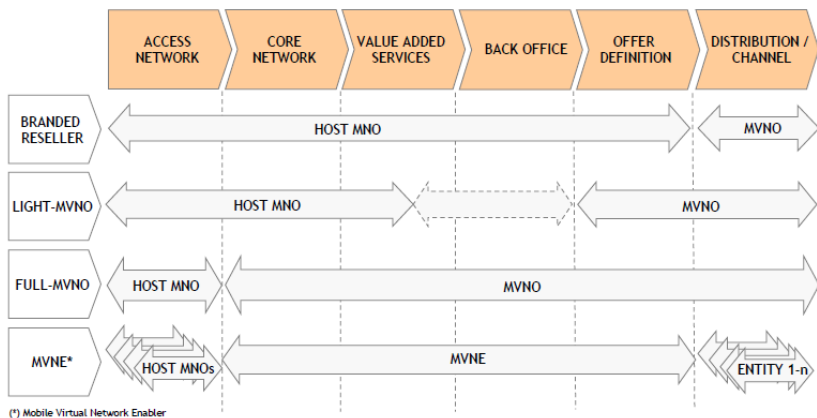 ACCESS
NETWORK
CORE
NETWORK
VALUE ADDED
SERVICES
BACK OFFICE
OFFER
DEFINITION
DISTRIBUTION /
CHANNEL
BRANDED
RESELLER
HOST MNO
MVNO
LIGHT-MVNO
HOST MNO
MVNO
FULL-MVNO
HOST MNO
MVNO
MVNE*
HOST MNOs
MVNE
ENTITY 1-n
(*) Mobile Virtual Network Enabler